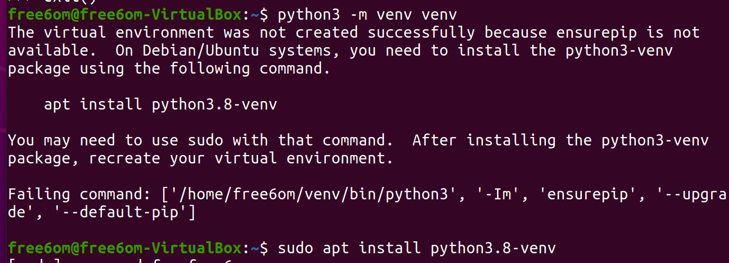 free6om@free6om-VirtualBox:~$ python3 -m venv venv
The virtual environment was not created successfully because ensurepip is not
available.  On Debian/Ubuntu systems, you need to install the python3-venv
package using the following command.
    apt install python3.8-venv
You may need to use sudo with that command.  After installing the python3-venv
package, recreate your virtual environment.
Failing command: ['/home/free6om/venv/bin/python3', '-Im', 'ensurepip', '--upgra
de', '--default-pip']
free6om@free6om-VirtualBox:~$ sudo apt install python3.8-venv